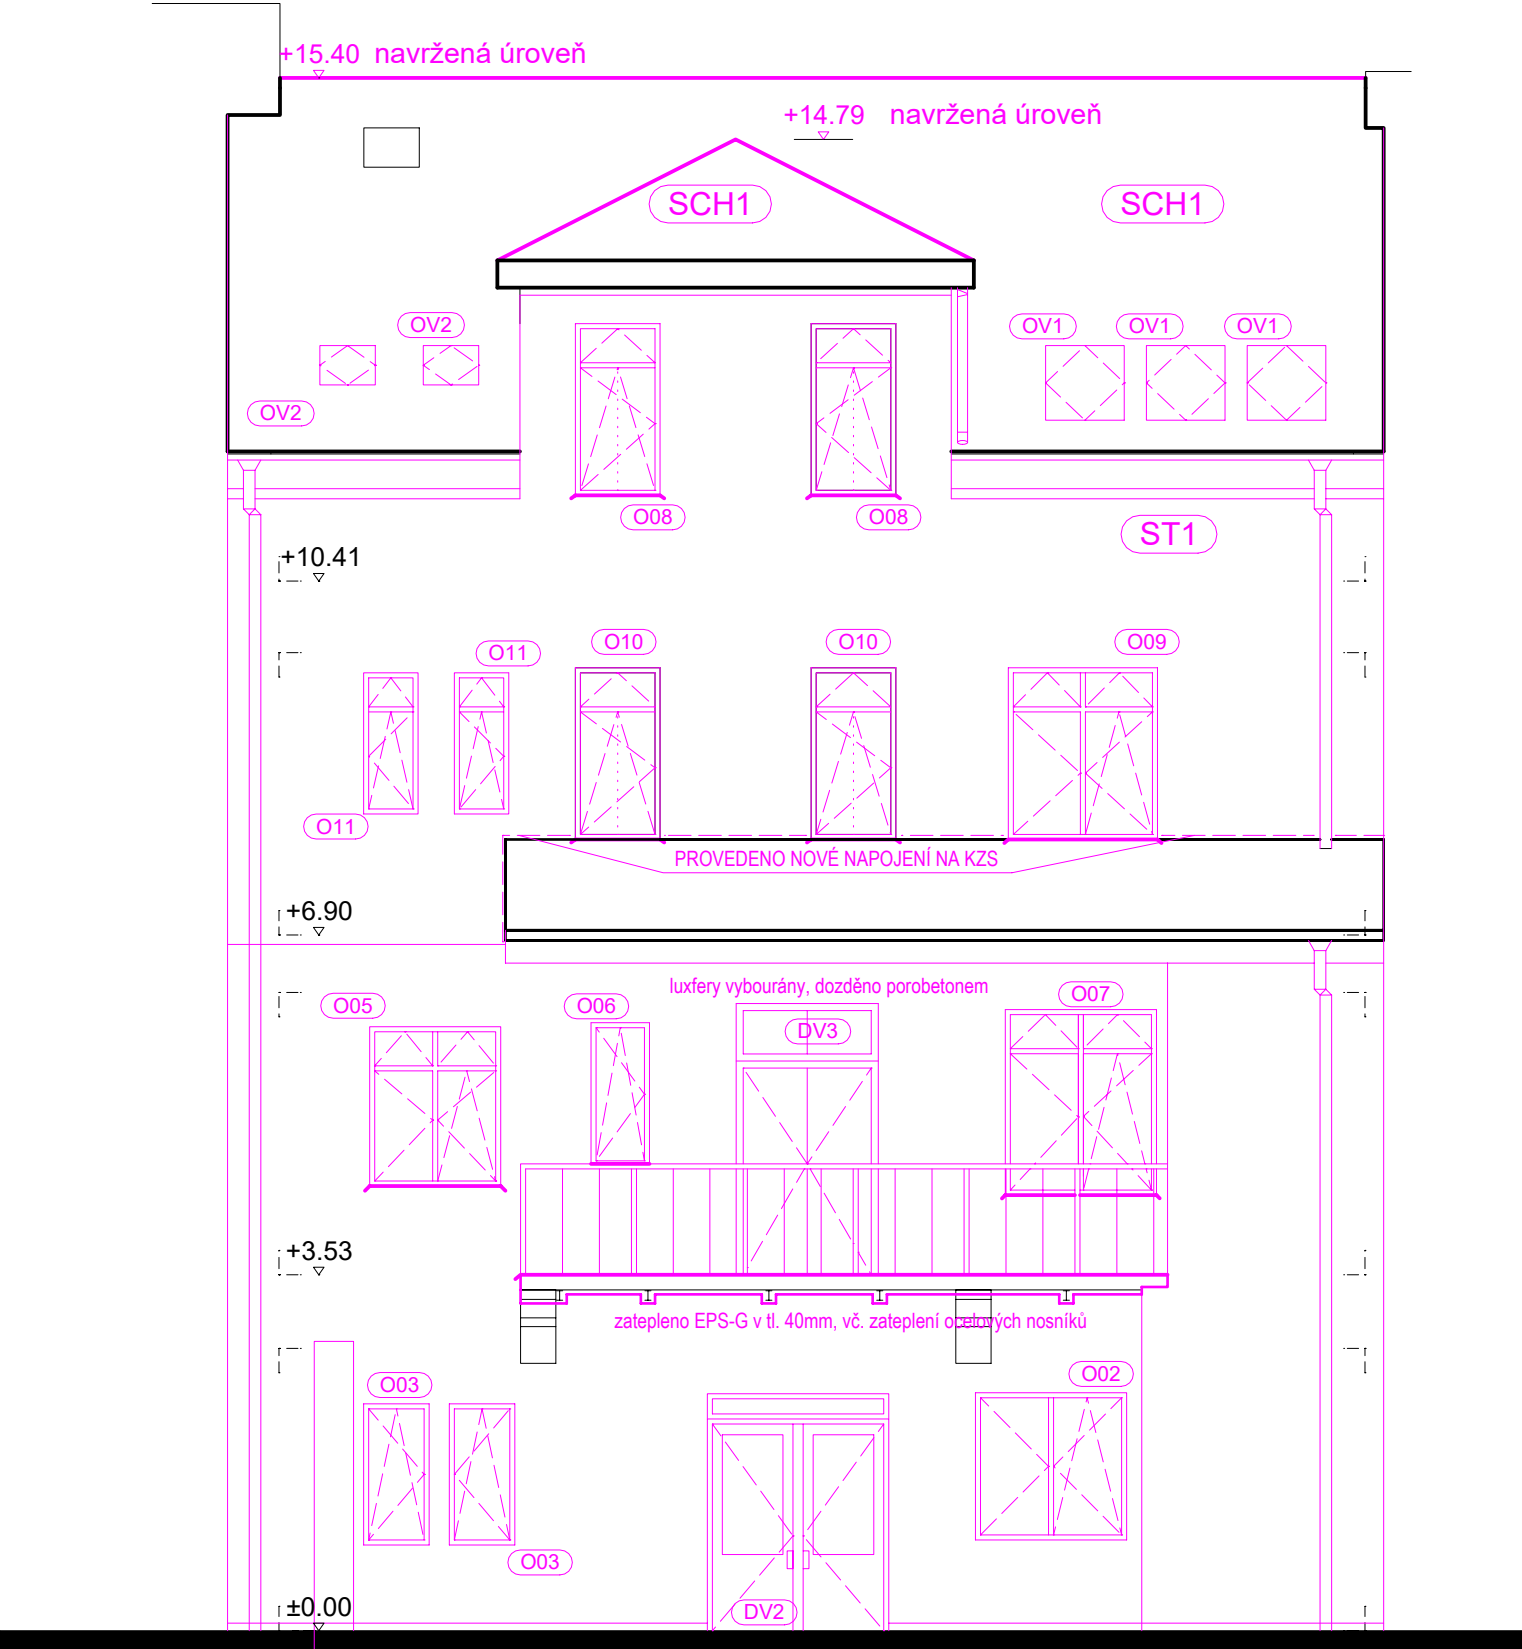 +15.40 navržená úroveň
+14.79 navržená úroveň
SCH1 SCH1
OV2 OV1 OV1 OV1
OV2
O08 O08
ST1
+10.41
O11 O10 O10 O09
O11
PROVEDENO NOVÉ NAPOJENÍ NA KZS
+6.90
luxfery vybourány, dozděno porobetonem
O05 O06 O07
DV3
+3.53
zatepleno EPS-G v tl. 40mm, vč. zateplení ocelových nosníků
O03 O02
O03
±0.00
DV2